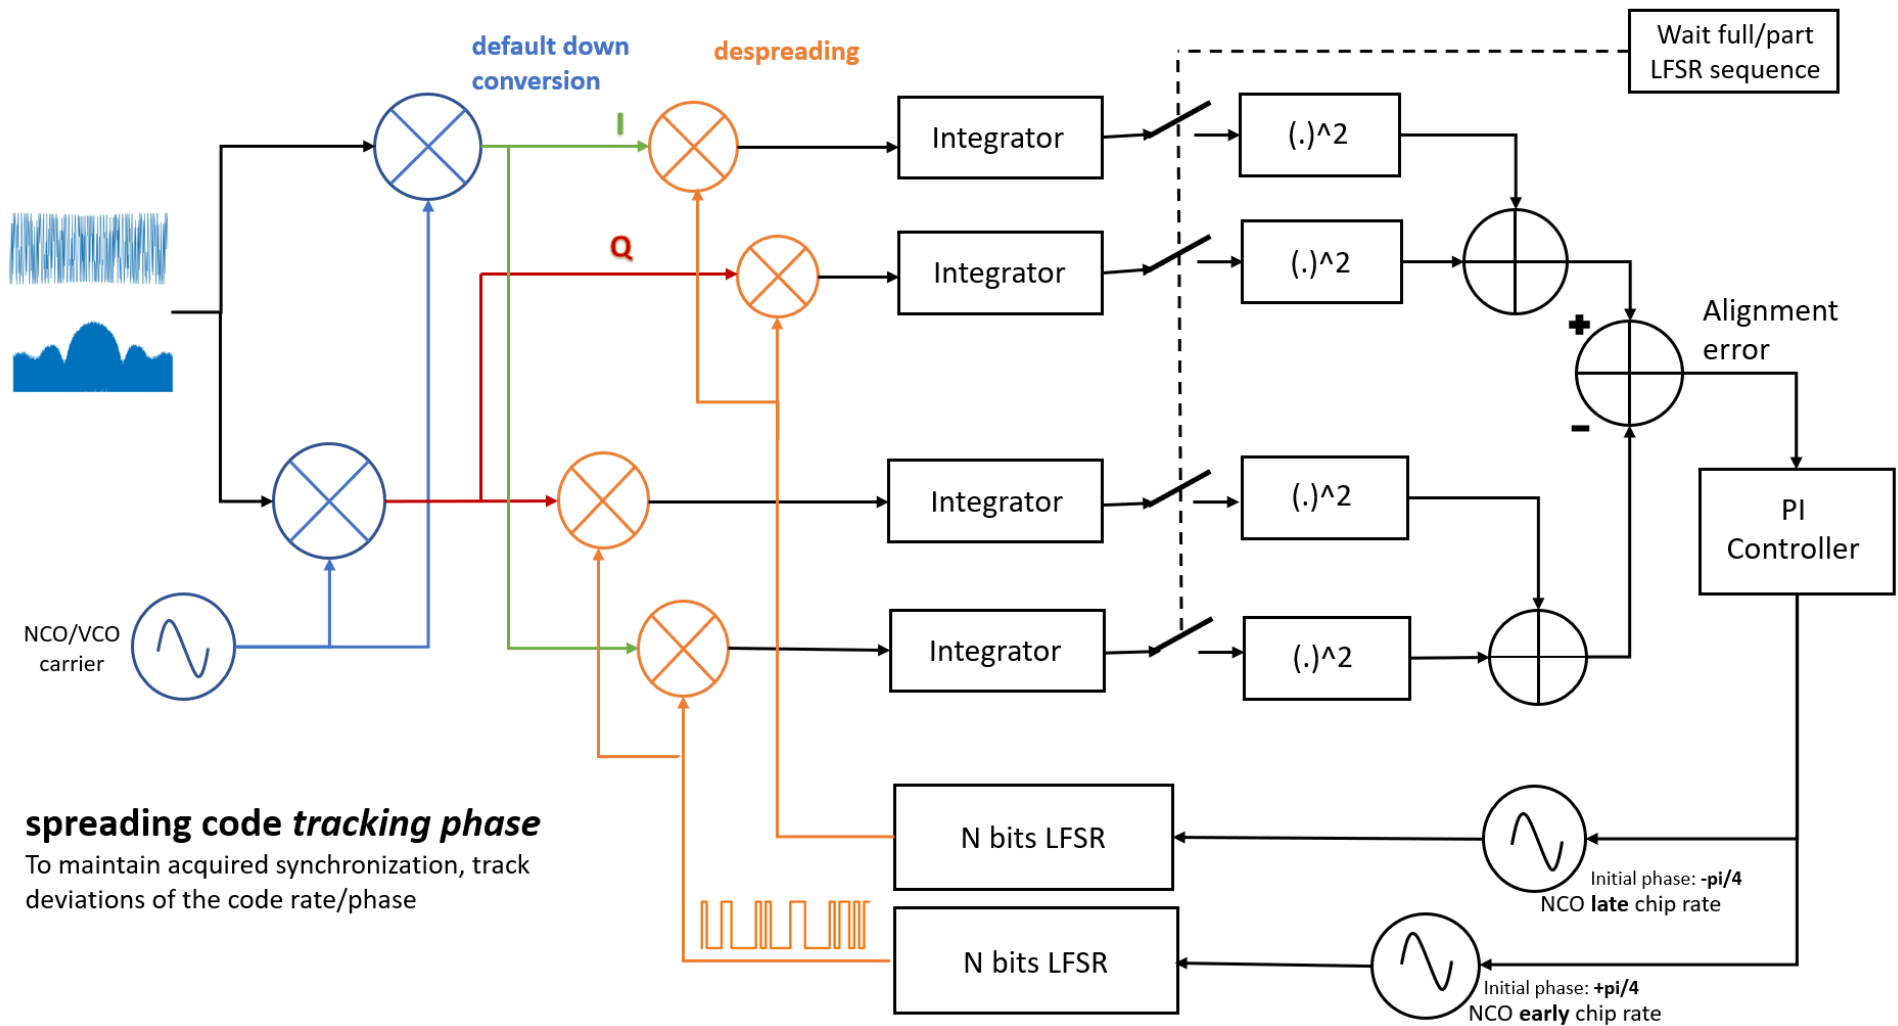 default down
conversion
despreading
Wait full/part
LFSR sequence
I
Integrator
(.)^2
Q
Integrator
(.)^2
+
Alignment
error
-
Integrator
(.)^2
PI
Controller
NCO/VCO
carrier
Integrator
(.)^2
spreading code tracking phase
To maintain acquired synchronization, track
deviations of the code rate/phase
N bits LFSR
Initial phase: -pi/4
NCO late chip rate
N bits LFSR
Initial phase: +pi/4
NCO early chip rate